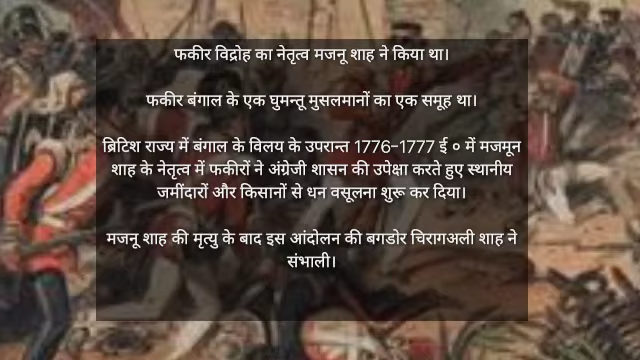 फकीर विद्रोह का नेतृत्व मजनू शाह ने किया था।
फकीर बंगाल के एक घुमन्तू मुसलमानों का एक समूह था।
ब्रिटिश राज्य में बंगाल के विलय के उपरान्त 1776-1777 ई ० में मजमून
शाह के नेतृत्व में फकीरों ने अंग्रेजी शासन की उपेक्षा करते हुए स्थानीय
जमींदारों और किसानों से धन वसूलना शुरू कर दिया।
मजनू शाह की मृत्यु के बाद इस आंदोलन की बगडोर चिरागअली शाह ने
संभाली।